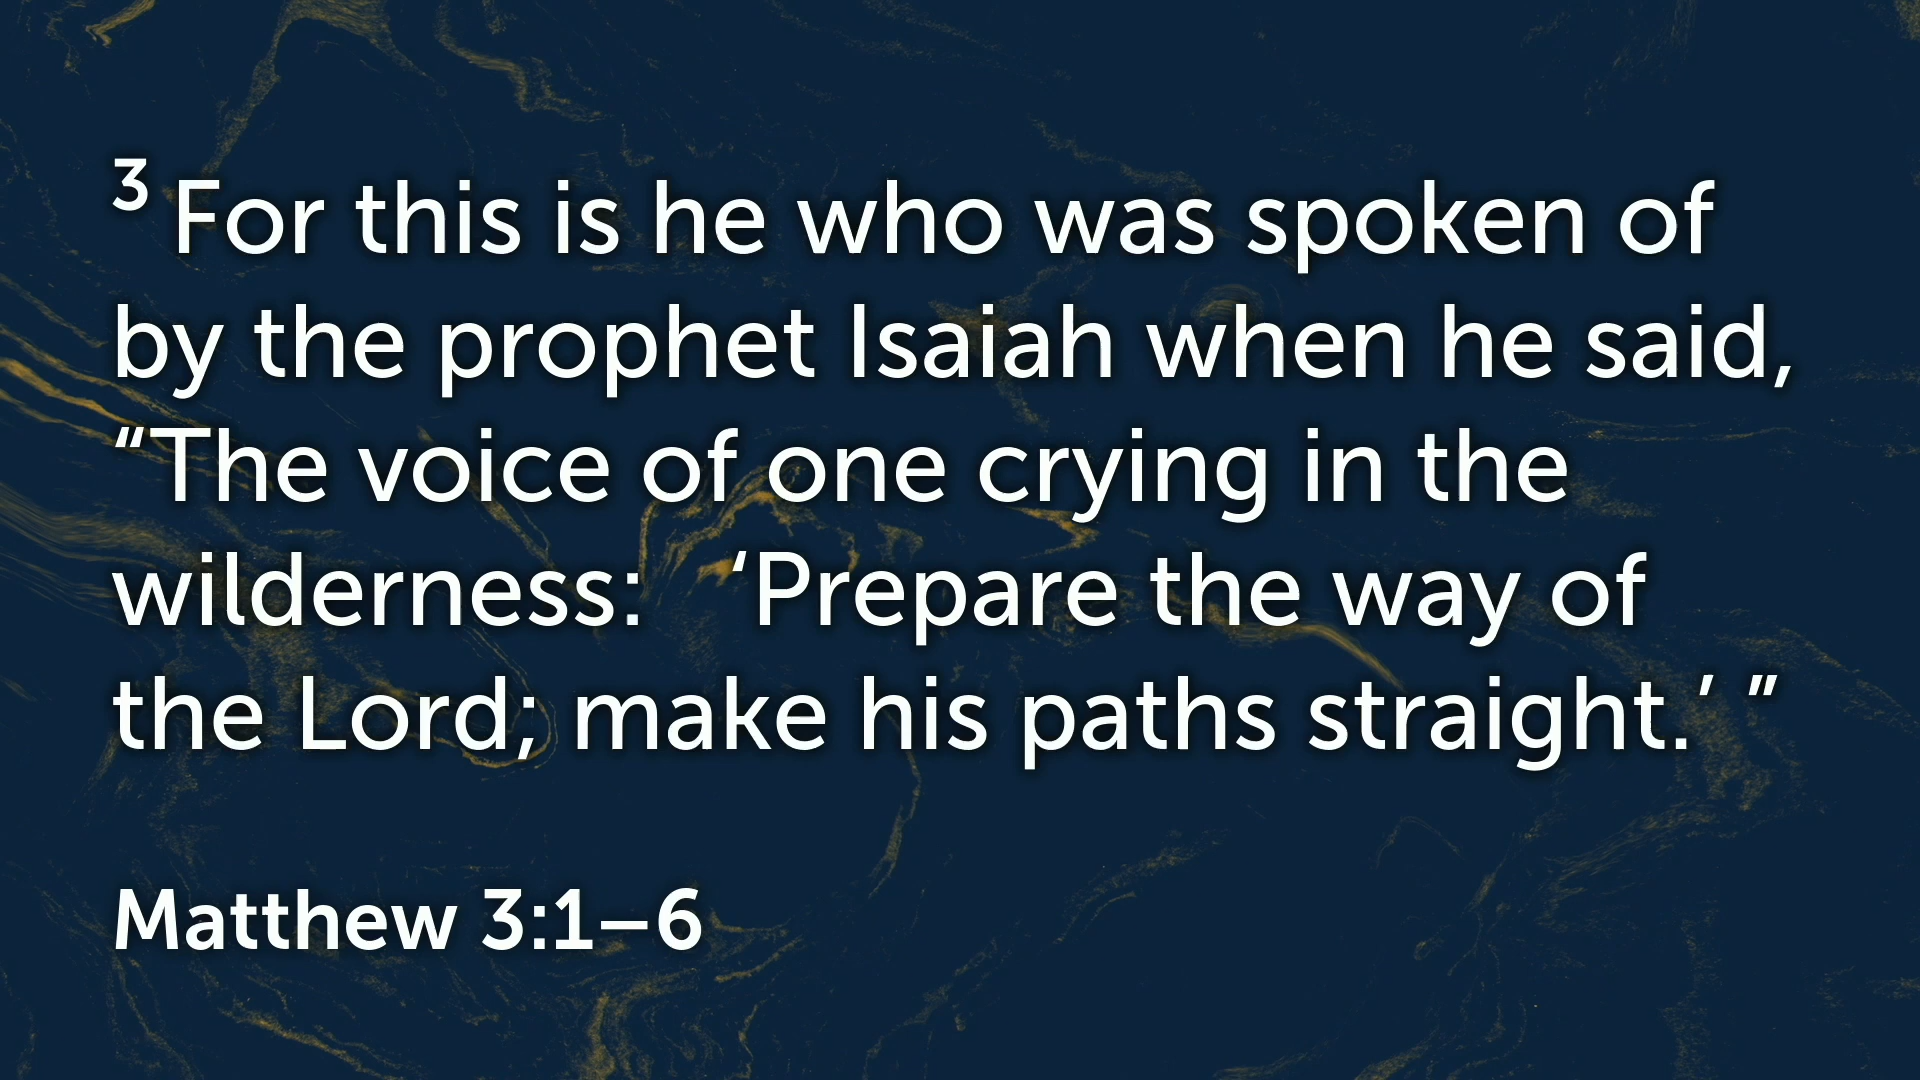 3 For this is he who was spoken of
by the prophet Isaiah when he said,
“The voice of one crying in the
wilderness: ‘Prepare the way of
the Lord; make his paths straight.’ ”
Matthew 3:1–6